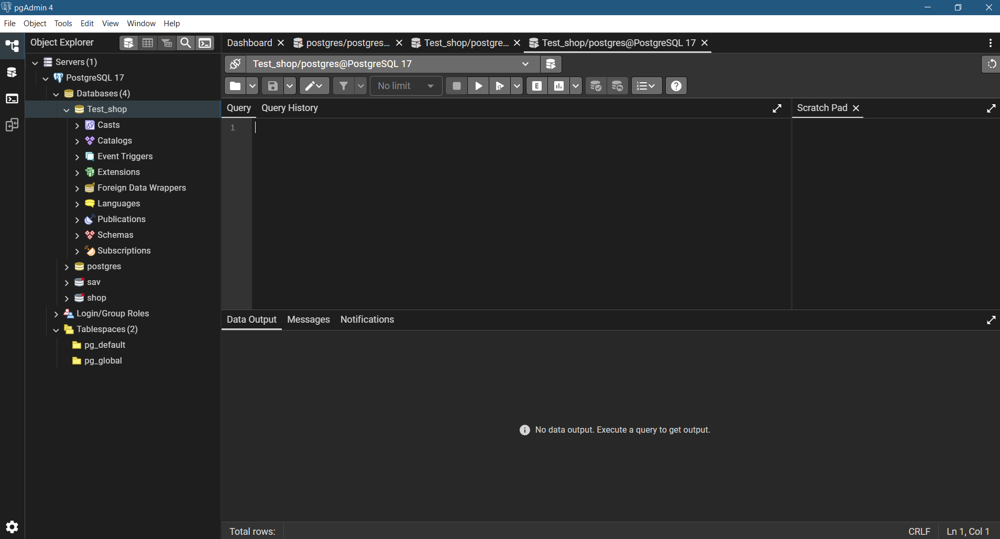 pgAdmin 4
File Object Tools Edit View Window Help
Object Explorer
Dashboard postgres/postgres... Test_shop/postgre... Test_shop/postgres@PostgreSQL 17
Servers (1)
PostgreSQL 17
Databases (4)
Test_shop
Casts
Catalogs
Event Triggers
Extensions
Foreign Data Wrappers
Languages
Publications
Schemas
Subscriptions
postgres
sav
shop
Login/Group Roles
Tablespaces (2)
pg_default
pg_global
Test_shop/postgres@PostgreSQL 17
No limit
E
Query Query History
Scratch Pad
1
Data Output Messages Notifications
No data output. Execute a query to get output.
Total rows:
CRLF Ln 1, Col 1